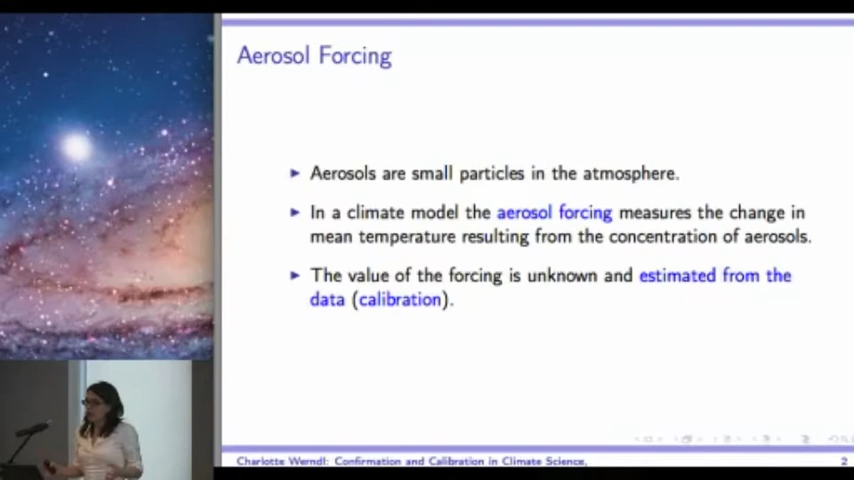 Aerosol Forcing
▶ Aerosols are small particles in the atmosphere.
▶ In a climate model the aerosol forcing measures the change in
mean temperature resulting from the concentration of aerosols.
▶ The value of the forcing is unknown and estimated from the
data (calibration).
Charlotte Werndl: Confirmation and Calibration in Climate Science,
2